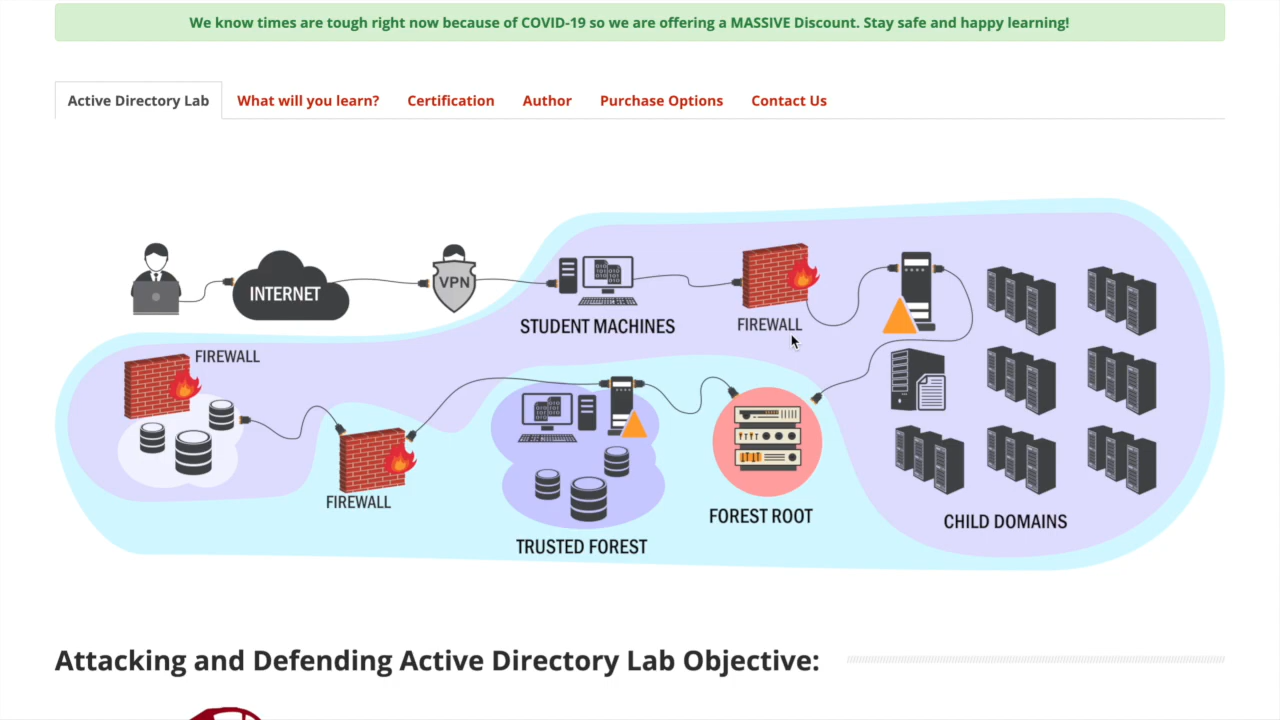 We know times are tough right now because of COVID-19 so we are offering a MASSIVE Discount. Stay safe and happy learning!
Active Directory Lab
What will you learn?
Certification
Author
Purchase Options
Contact Us
INTERNET
VPN
STUDENT MACHINES
FIREWALL
FIREWALL
FIREWALL
TRUSTED FOREST
FOREST ROOT
CHILD DOMAINS
Attacking and Defending Active Directory Lab Objective: